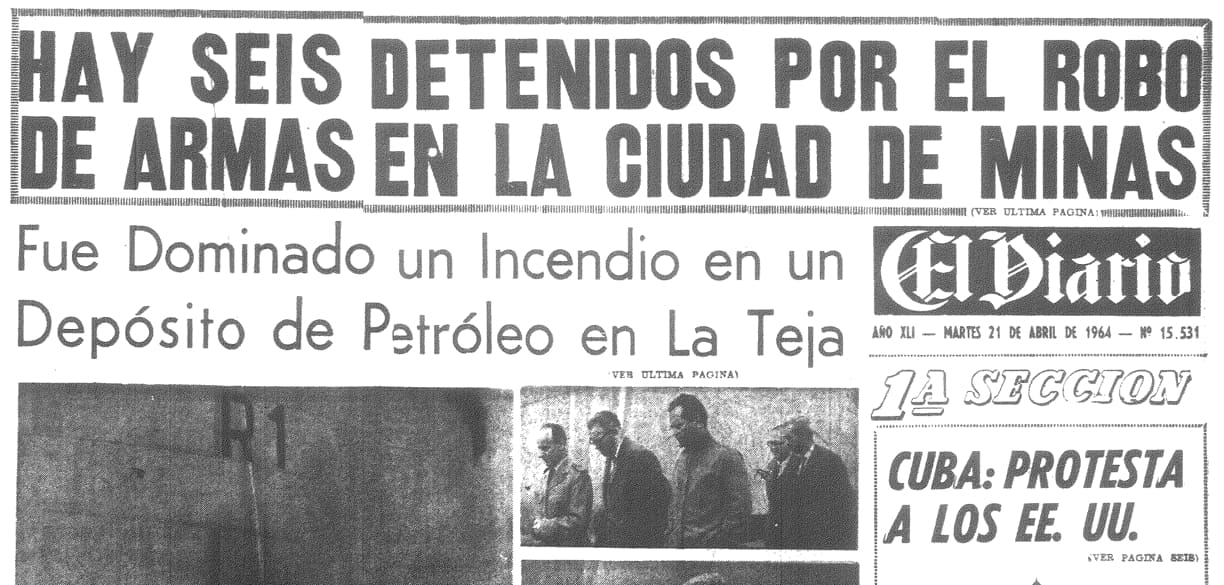 HAY SEIS DETENIDOS POR EL ROBO
DE ARMAS EN LA CIUDAD DE MINAS
(VER ULTIMA PAGINA)
Fue Dominado un Incendio en un
Depósito de Petróleo en La Teja
(VER ULTIMA PAGINA)
El Diario
AÑO XLI — MARTES 21 DE ABRIL DE 1964 — Nº 15.531
1A SECCION
R1
CUBA: PROTESTA
A LOS EE. UU.
(VER PAGINA SEIS)